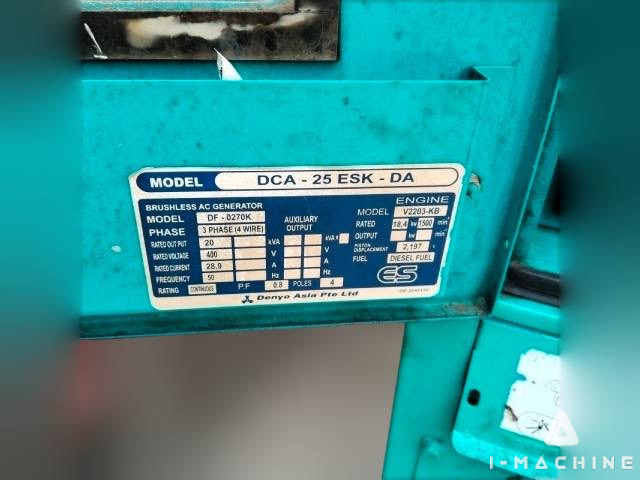 MODEL DCA - 25 ESK - DA
BRUSHLESS AC GENERATOR
MODEL DF - 0270K
PHASE 3 PHASE (4 WIRE)
RATED OUT PUT 20 kVA
RATED VOLTAGE 400 V
RATED CURRENT 28,9 A
FREQUENCY 50 Hz
RATING CONTINUOUS P.F 0.8 POLES 4
AUXILIARY
OUTPUT
kVA x
V
A
Hz
ENGINE
MODEL V2203-KB
RATED 18,4 kw 1500 min
OUTPUT kw min
PISTON
DISPLACEMENT 2,197 L
FUEL DIESEL FUEL
ES
Denyo Asia Pte Ltd
I-MACHINE